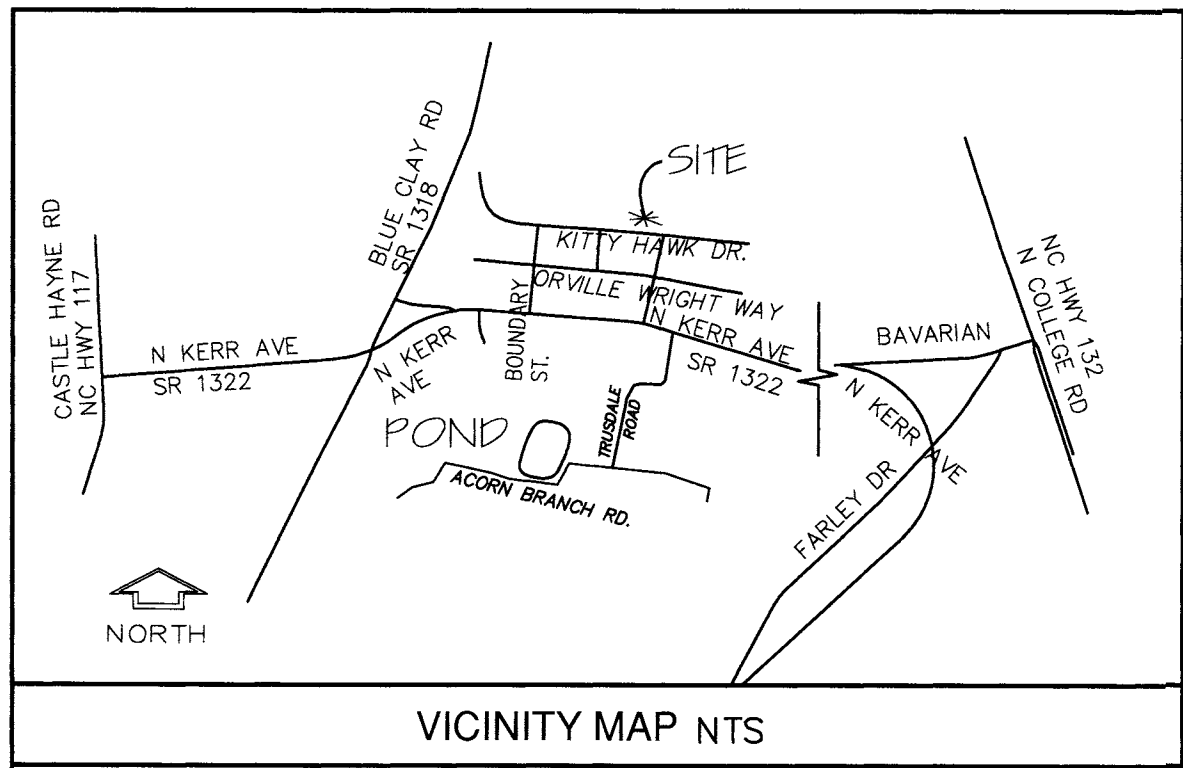 SITE
BLUE CLAY RD
SR 1318
KITTY HAWK DR.
CASTLE HAYNE RD
NC HWY 117
ORVILLE WRIGHT WAY
NC HWY 132
N COLLEGE RD
BOUNDARY
ST.
N KERR AVE
SR 1322
N KERR AVE
SR 1322
BAVARIAN
N KERR
AVE
N KERR AVE
TRUSDALE
ROAD
POND
ACORN BRANCH RD.
FARLEY DR
NORTH
VICINITY MAP NTS